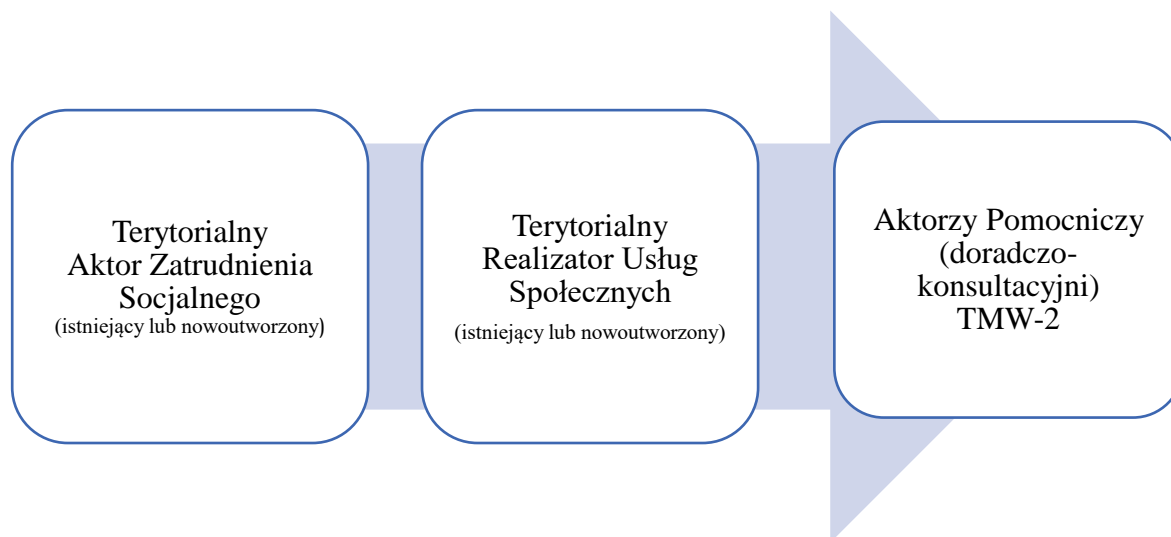 Terytorialny
Aktor Zatrudnienia
Socjalnego
(istniejący lub nowoutworzony)
Terytorialny
Realizator Usług
Społecznych
(istniejący lub nowoutworzony)
Aktorzy Pomocniczy
(doradczo-
konsultacyjni)
TMW-2